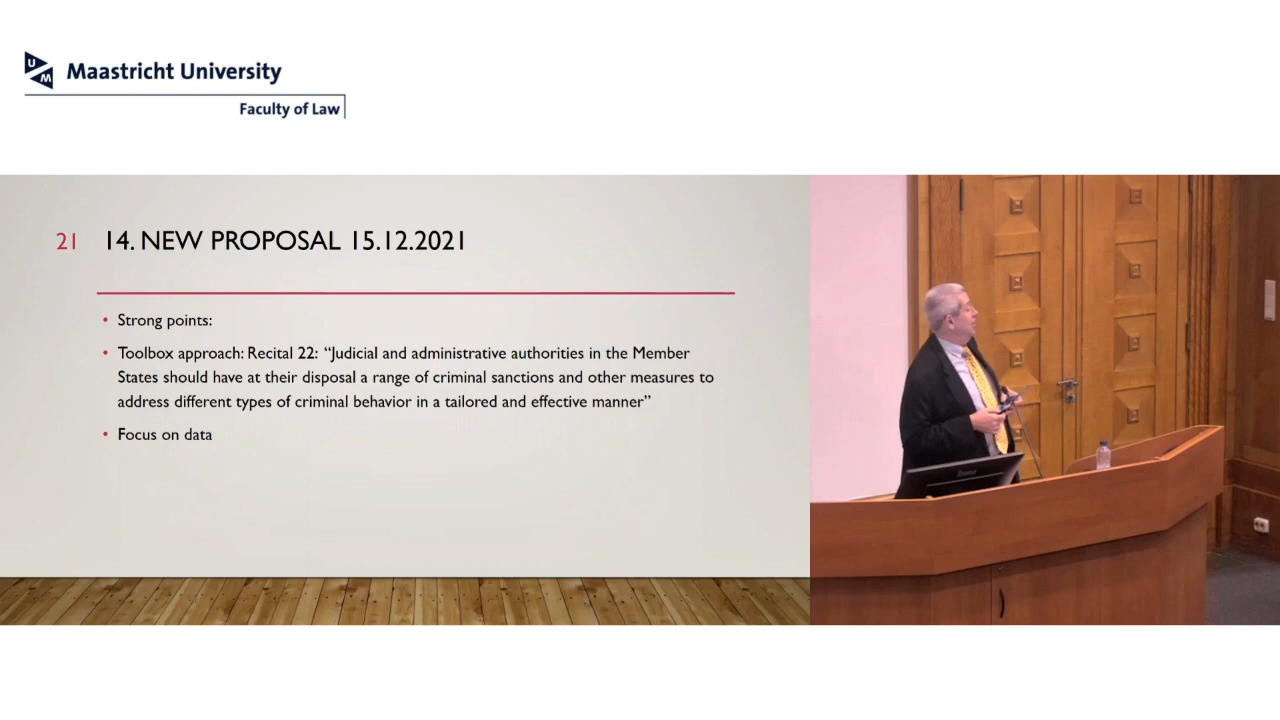 U
M
Maastricht University
Faculty of Law
21 14. NEW PROPOSAL 15.12.2021
• Strong points:
• Toolbox approach: Recital 22: “Judicial and administrative authorities in the Member
States should have at their disposal a range of criminal sanctions and other measures to
address different types of criminal behavior in a tailored and effective manner”
• Focus on data